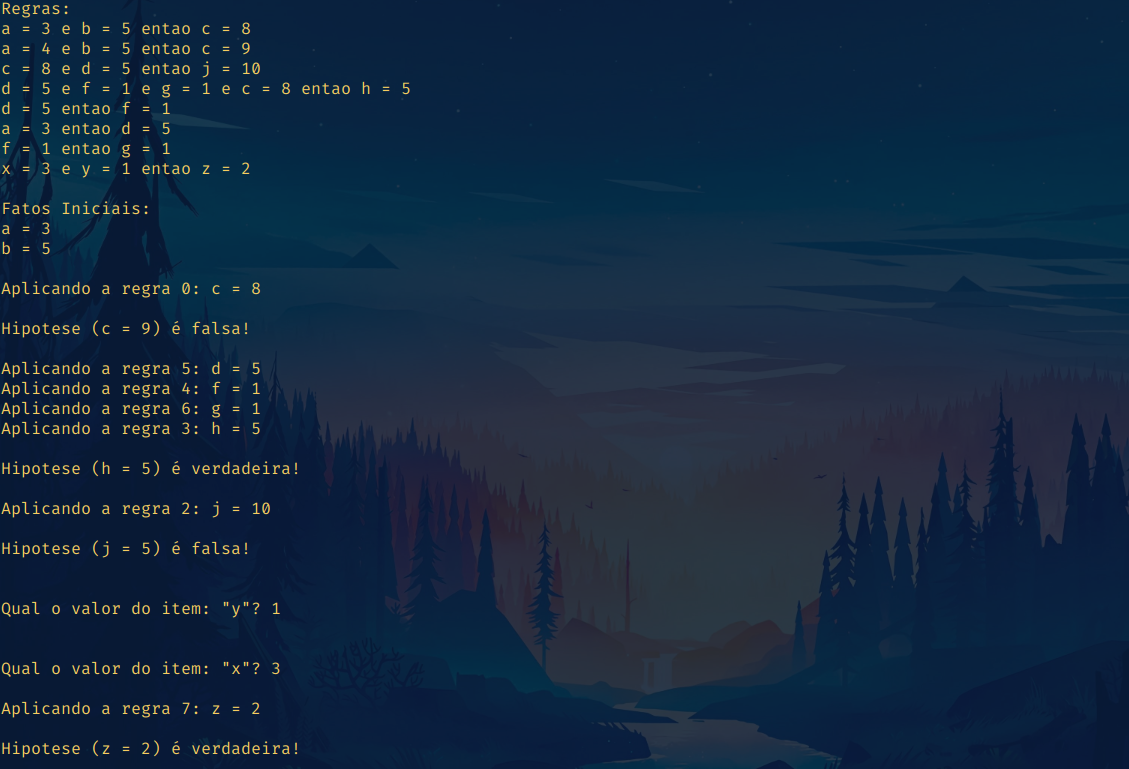 Regras:
a = 3 e b = 5 entao c = 8
a = 4 e b = 5 entao c = 9
c = 8 e d = 5 entao j = 10
d = 5 e f = 1 e g = 1 e c = 8 entao h = 5
d = 5 entao f = 1
a = 3 entao d = 5
f = 1 entao g = 1
x = 3 e y = 1 entao z = 2
Fatos Iniciais:
a = 3
b = 5
Aplicando a regra 0: c = 8
Hipotese (c = 9) é falsa!
Aplicando a regra 5: d = 5
Aplicando a regra 4: f = 1
Aplicando a regra 6: g = 1
Aplicando a regra 3: h = 5
Hipotese (h = 5) é verdadeira!
Aplicando a regra 2: j = 10
Hipotese (j = 5) é falsa!
Qual o valor do item: "y"? 1
Qual o valor do item: "x"? 3
Aplicando a regra 7: z = 2
Hipotese (z = 2) é verdadeira!